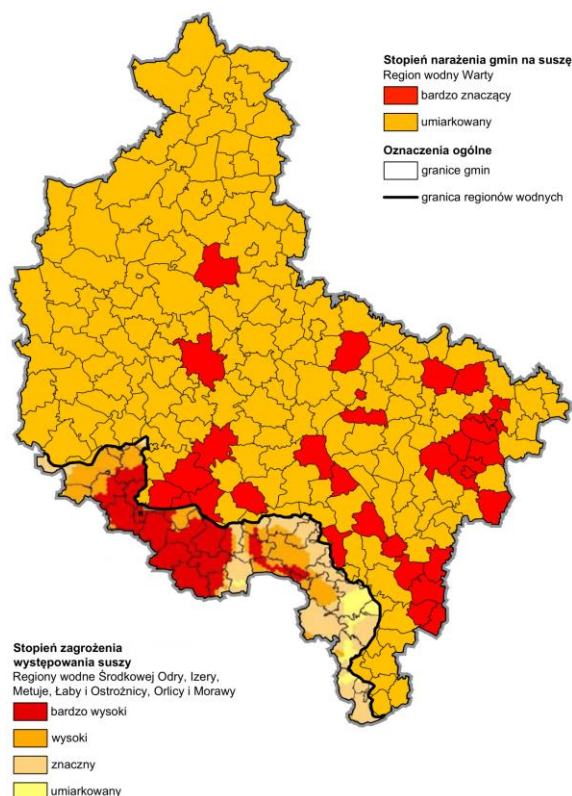 Stopień narażenia gmin na suszę
Region wodny Warty
bardzo znaczący
umiarkowany
Oznaczenia ogólne
granice gmin
granica regionów wodnych
Stopień zagrożenia
występowania suszy
Regiony wodne Środkowej Odry, Izery,
Metuje, Łaby i Ostrożnicy, Orlicy i Morawy
bardzo wysoki
wysoki
znaczny
umiarkowany